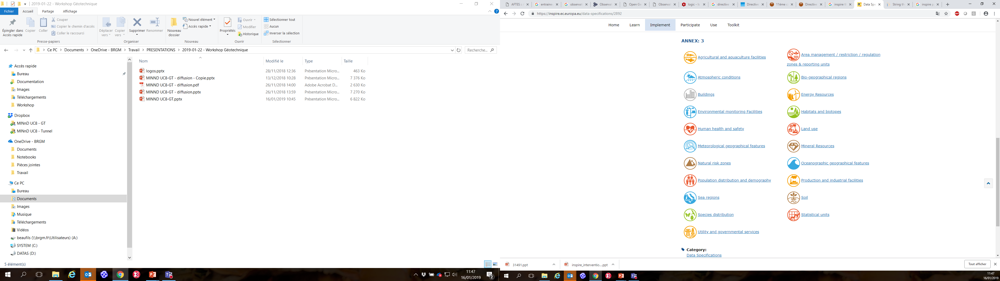 2019-01-22 - Workshop Géotechnique
Fichier Accueil Partage Affichage
Épingler dans Accès rapide
Copier
Coller
Couper
Copier le chemin d'accès
Coller le raccourci
Presse-papiers
Déplacer vers
Copier vers
Supprimer
Renommer
Organiser
Nouveau dossier
Nouvel élément
Accès rapide
Nouveau
Propriétés
Ouvrir
Modifier
Historique
Ouvrir
Sélectionner tout
Aucun
Inverser la sélection
Sélectionner
Ce PC > Documents > OneDrive - BRGM > Travail > PRESENTATIONS > 2019-01-22 - Workshop Géotechnique
Recherche...
Accès rapide
Bureau
Documentation
Images
Téléchargements
Workshop
Dropbox
MINnD UC8 - GT
MINnD UC8 - Tunnel
OneDrive - BRGM
Documents
Notebooks
Pièces jointes
Travail
Ce PC
Bureau
Documents
Images
Musique
Téléchargements
Vidéos
beaufils (\\brgm.fr\Utilisateurs) (A:)
SYSTEM (C:)
DATAS (D:)
Nom Modifié le Type Taille
logos.pptx 28/11/2018 12:36 Présentation Micro... 463 Ko
MINND UC8-GT - diffusion - Copie.pptx 13/12/2018 10:28 Présentation Micro... 7 376 Ko
MINND UC8-GT - diffusion.pdf 26/11/2018 14:00 Adobe Acrobat D... 2 630 Ko
MINND UC8-GT - diffusion.pptx 26/11/2018 13:59 Présentation Micro... 7 270 Ko
MINND UC8-GT.pptx 16/01/2019 10:45 Présentation Micro... 6 822 Ko
5 élément(s)
11:47
16/01/2019
2
AFTES entraine observat Observat Open Ge Observat logic - Is directive Directive 11ème c Directive inspire th Data Spe String th inspire p
https://inspire.ec.europa.eu/data-specifications/2892
ABP
Home Learn Implement Participate Use Toolkit
ANNEX: 3
Agricultural and aquaculture facilities
Area management / restriction / regulation
zones & reporting units
Atmospheric conditions
Bio-geographical regions
Buildings
Energy Resources
Environmental monitoring Facilities
Habitats and biotopes
Human health and safety
Land use
Meteorological geographical features
Mineral Resources
Natural risk zones
Oceanographic geographical features
Population distribution and demography
Production and industrial facilities
Sea regions
Soil
Species distribution
Statistical units
Utility and governmental services
Category:
Data Specifications
31491.ppt
inspire_interventio....ppt
Tout afficher
11:47
16/01/2019